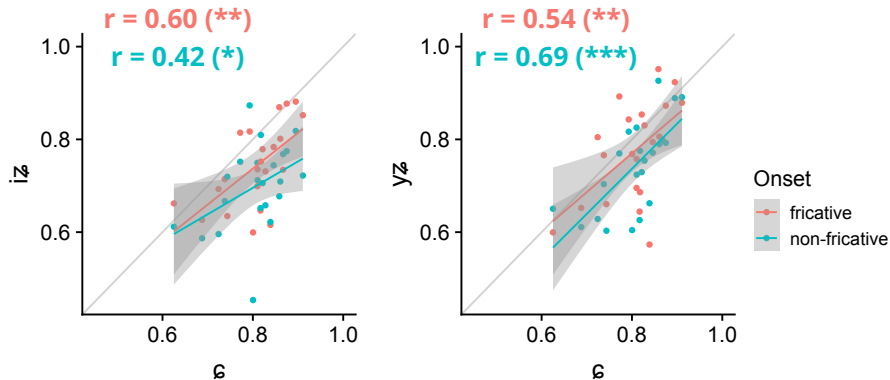 r = 0.60 (**)
r = 0.42 (*)
1.0
0.8
0.6
iʑ
0.6 0.8 1.0
ɕ
r = 0.54 (**)
r = 0.69 (***)
1.0
0.8
0.6
yʑ
0.6 0.8 1.0
ɕ
Onset
fricative
non-fricative